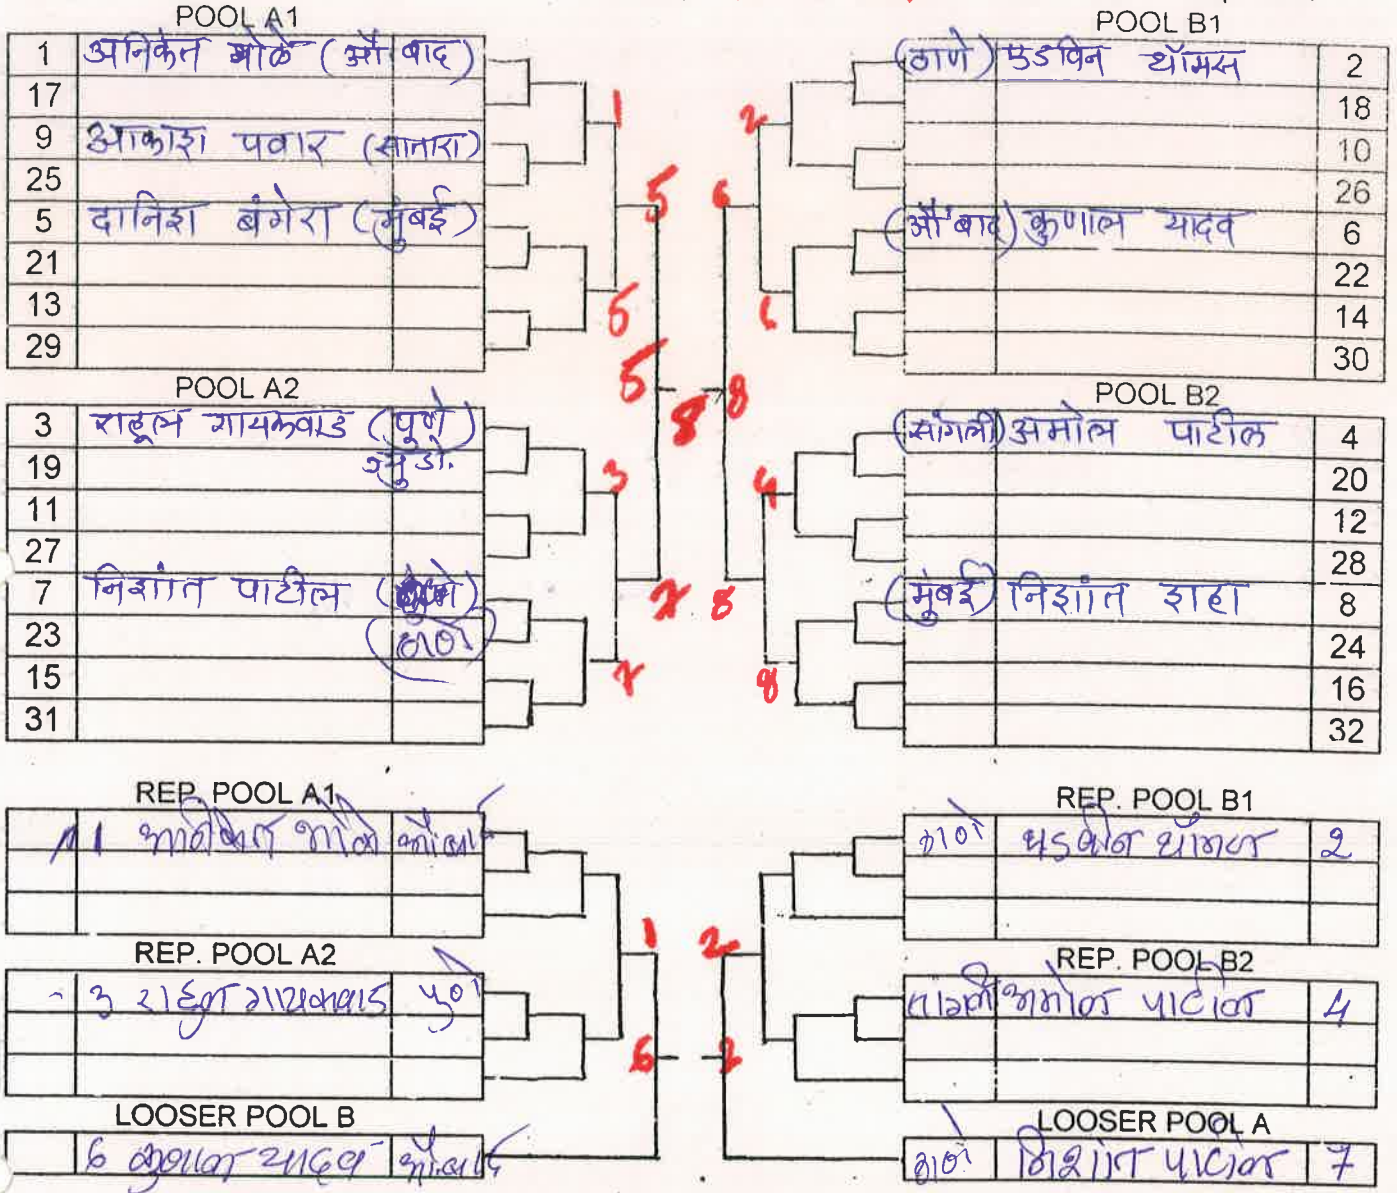 POOL A1
1 अनिकेत मोळे (औ बाद)
17
9 आकाश पवार (सातारा)
25
5 दानिश बंगेरा (मुंबई)
21
13
29
POOL A2
3 राहूल गायकवाड (पुणे)
19
11
27
7 निशांत पाटील
23 (ठाणे)
15
31
POOL B1
(ठाणे) एडविन थॉमस 2
18
10
26
(औ बाद) कुणाल यादव 6
22
14
30
POOL B2
(सांगली) अमोल पाटील 4
20
12
28
(मुंबई) निशांत शहा 8
24
16
32
1
5
5
5
3
7
7
8
2
6
6
8
4
8
8
REP. POOL A1
1 अनिकेत
REP. POOL A2
3 राहुल गायकवाड पुणे
LOOSER POOL B
6 कुणाल यादव
REP. POOL B1
ठाणे एडवीन थॉमस 2
REP. POOL B2
सांगली अमोल पाटील 4
LOOSER POOL A
ठाणे निशांत पाटील 7
1
6
2
2